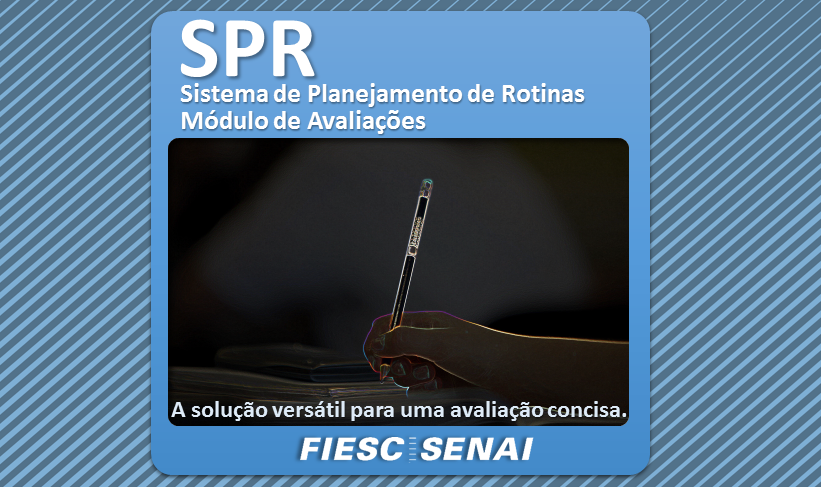 SPR
Sistema de Planejamento de Rotinas
Módulo de Avaliações
A solução versátil para uma avaliação concisa.
FIESC SENAI